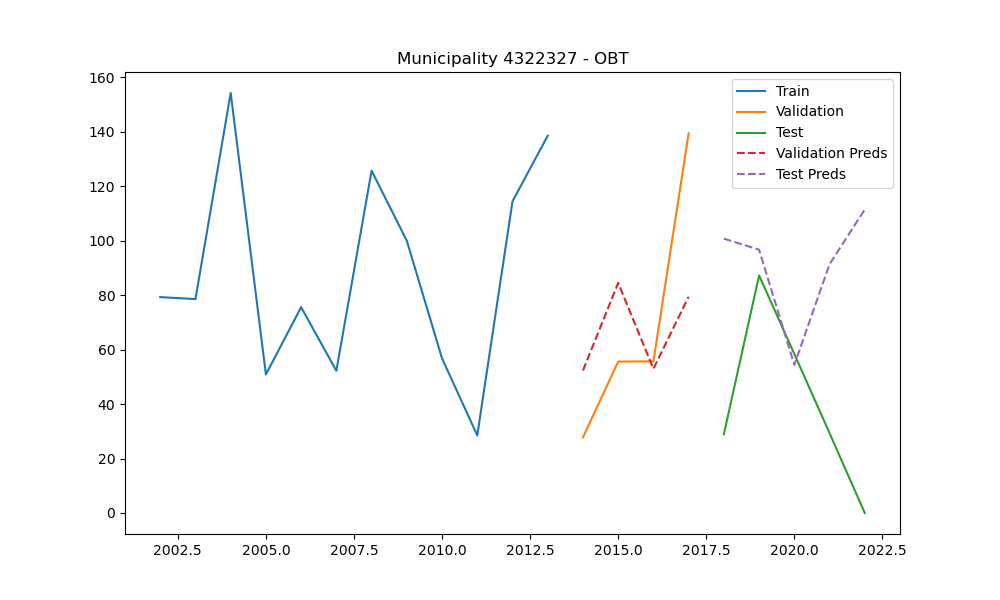 Municipality 4322327 - OBT
160
140
120
100
80
60
40
20
0
2002.5 2005.0 2007.5 2010.0 2012.5 2015.0 2017.5 2020.0 2022.5
Train
Validation
Test
Validation Preds
Test Preds